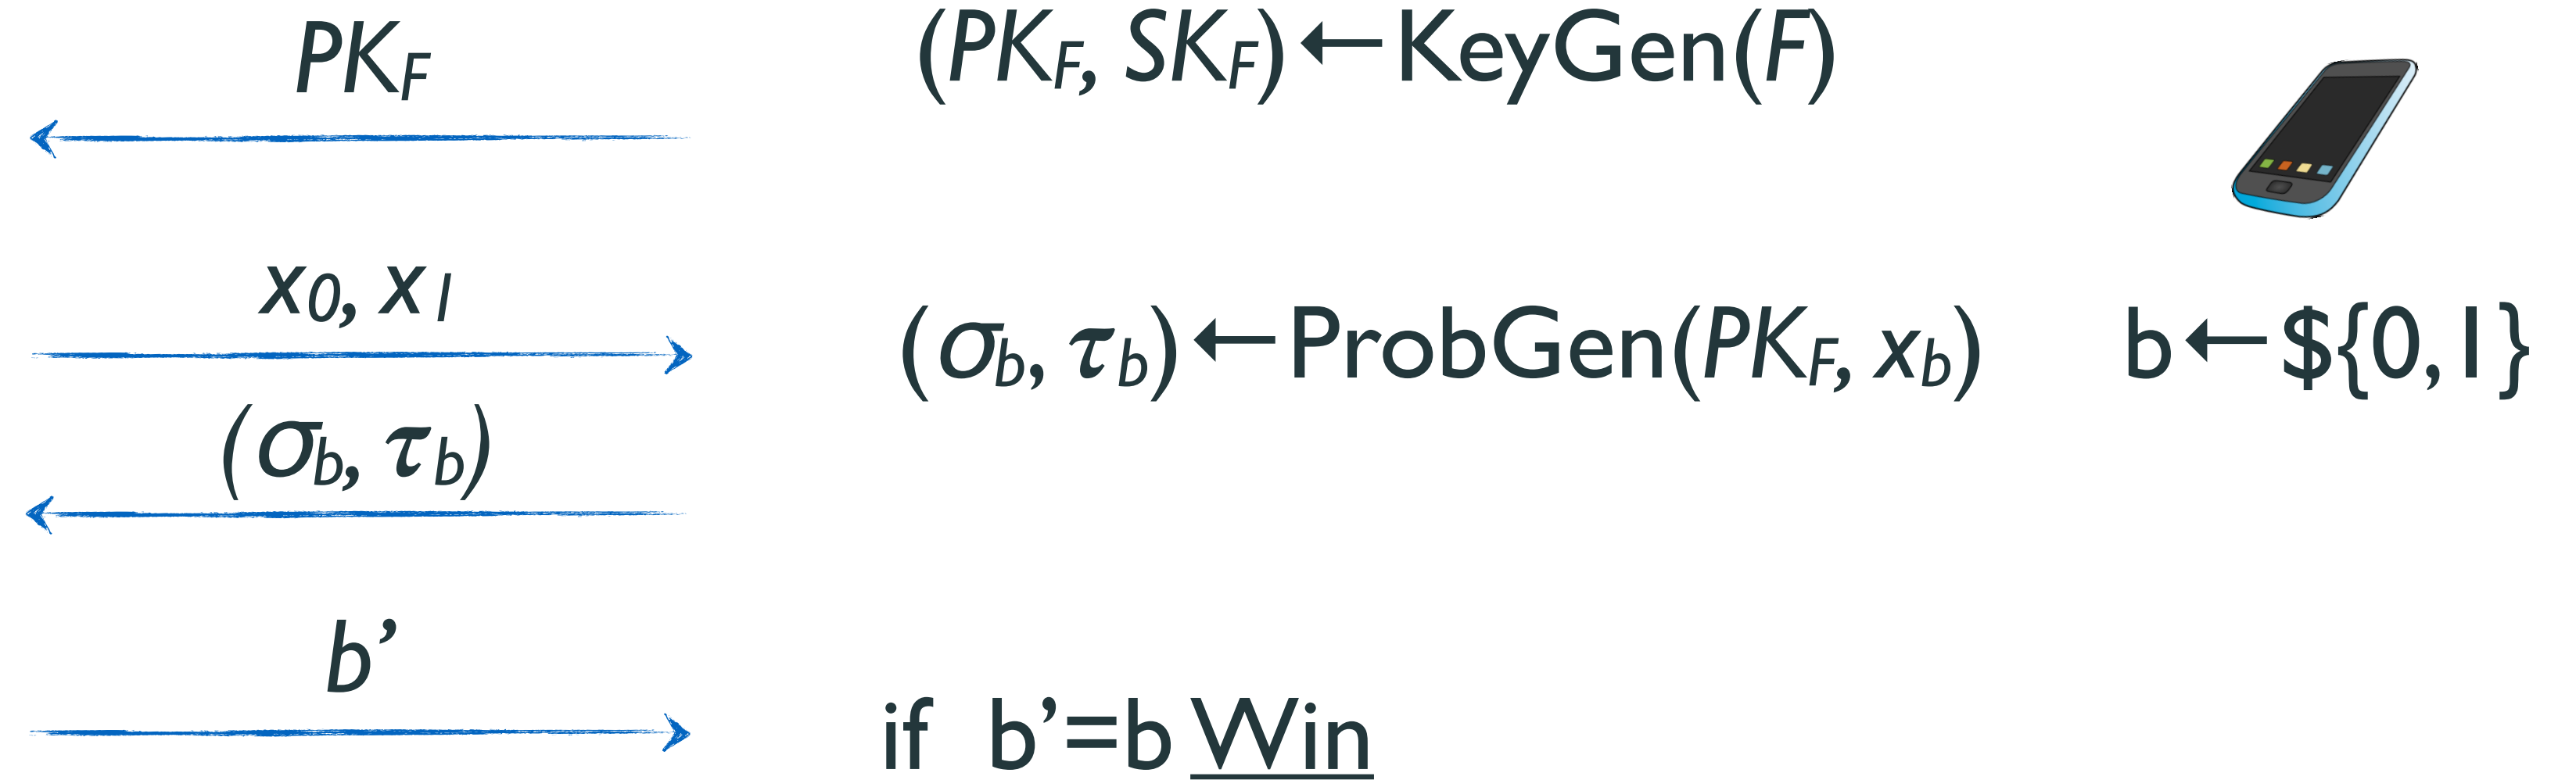 PK_F (PK_F, SK_F)←KeyGen(F)
x_0, x_1
(σ_b, τ_b)←ProbGen(PK_F, x_b) b←${0,1}
(σ_b, τ_b)
b’
if b’=b Win